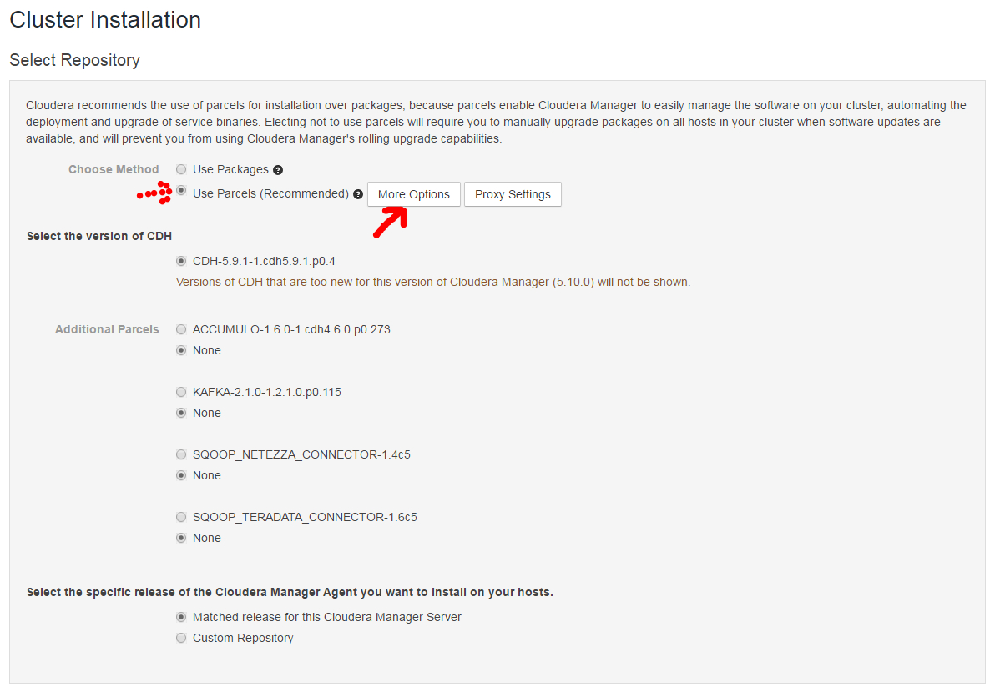 Cluster Installation
Select Repository
Cloudera recommends the use of parcels for installation over packages, because parcels enable Cloudera Manager to easily manage the software on your cluster, automating the
deployment and upgrade of service binaries. Electing not to use parcels will require you to manually upgrade packages on all hosts in your cluster when software updates are
available, and will prevent you from using Cloudera Manager's rolling upgrade capabilities.
Choose Method Use Packages ?
Use Parcels (Recommended) ? More Options Proxy Settings
Select the version of CDH
CDH-5.9.1-1.cdh5.9.1.p0.4
Versions of CDH that are too new for this version of Cloudera Manager (5.10.0) will not be shown.
Additional Parcels ACCUMULO-1.6.0-1.cdh4.6.0.p0.273
None
KAFKA-2.1.0-1.2.1.0.p0.115
None
SQOOP_NETEZZA_CONNECTOR-1.4c5
None
SQOOP_TERADATA_CONNECTOR-1.6c5
None
Select the specific release of the Cloudera Manager Agent you want to install on your hosts.
Matched release for this Cloudera Manager Server
Custom Repository